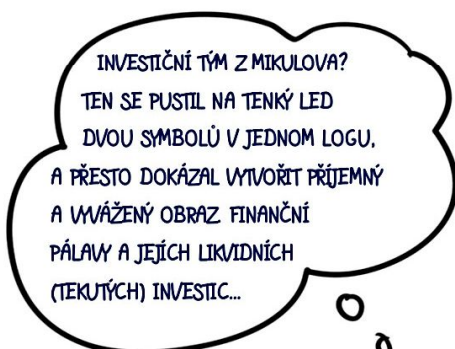 INVESTIČNÍ TÝM Z MIKULOVA?
TEN SE PUSTIL NA TENKÝ LED
DVOU SYMBOLŮ V JEDNOM LOGU,
A PŘESTO DOKÁZAL VYTVOŘIT PŘÍJEMNÝ
A VYVÁŽENÝ OBRAZ FINANČNÍ
PÁLAVY A JEJÍCH LIKVIDNÍCH
(TEKUTÝCH) INVESTIC...